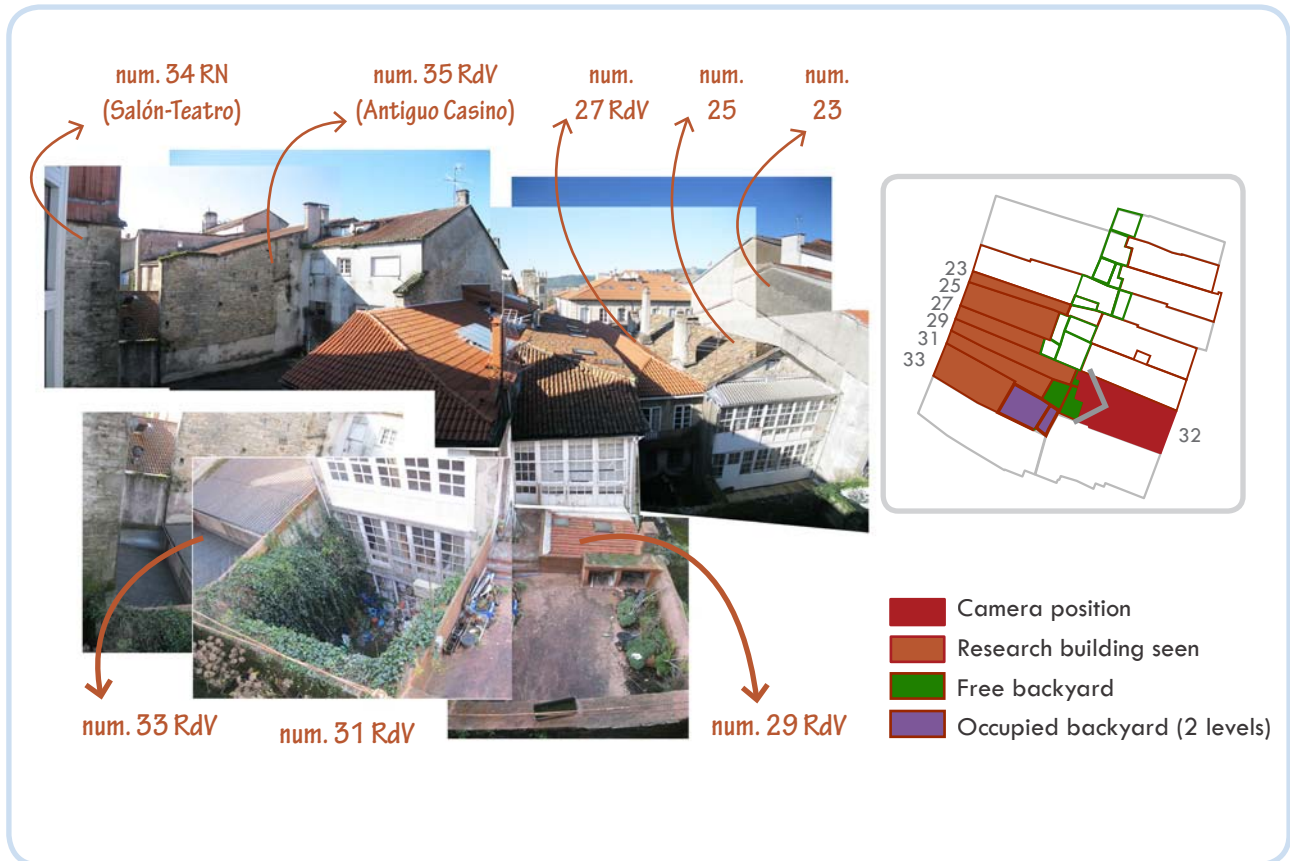 num. 34 RN
(Salón-Teatro)
num. 35 RdV
(Antiguo Casino)
num.
27 RdV
num.
25
num.
23
23
25
27
29
31
33
32
Camera position
Research building seen
Free backyard
Occupied backyard (2 levels)
num. 33 RdV
num. 31 RdV
num. 29 RdV